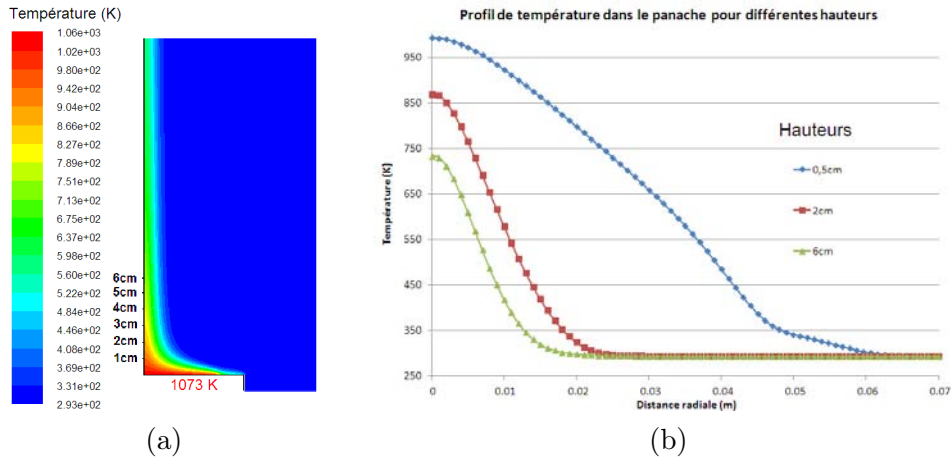 Température (K)
1.06e+03
1.02e+03
9.80e+02
9.42e+02
9.04e+02
8.66e+02
8.27e+02
7.89e+02
7.51e+02
7.13e+02
6.75e+02
6.37e+02
5.98e+02
5.60e+02
5.22e+02
4.84e+02
4.46e+02
4.08e+02
3.69e+02
3.31e+02
2.93e+02
6cm
5cm
4cm
3cm
2cm
1cm
1073 K
(a)
Profil de température dans le panache pour différentes hauteurs
Température (K)
950
850
750
650
550
450
350
250
0 0.01 0.02 0.03 0.04 0.05 0.06 0.07
Distance radiale (m)
Hauteurs
0,5cm
2cm
6cm
(b)